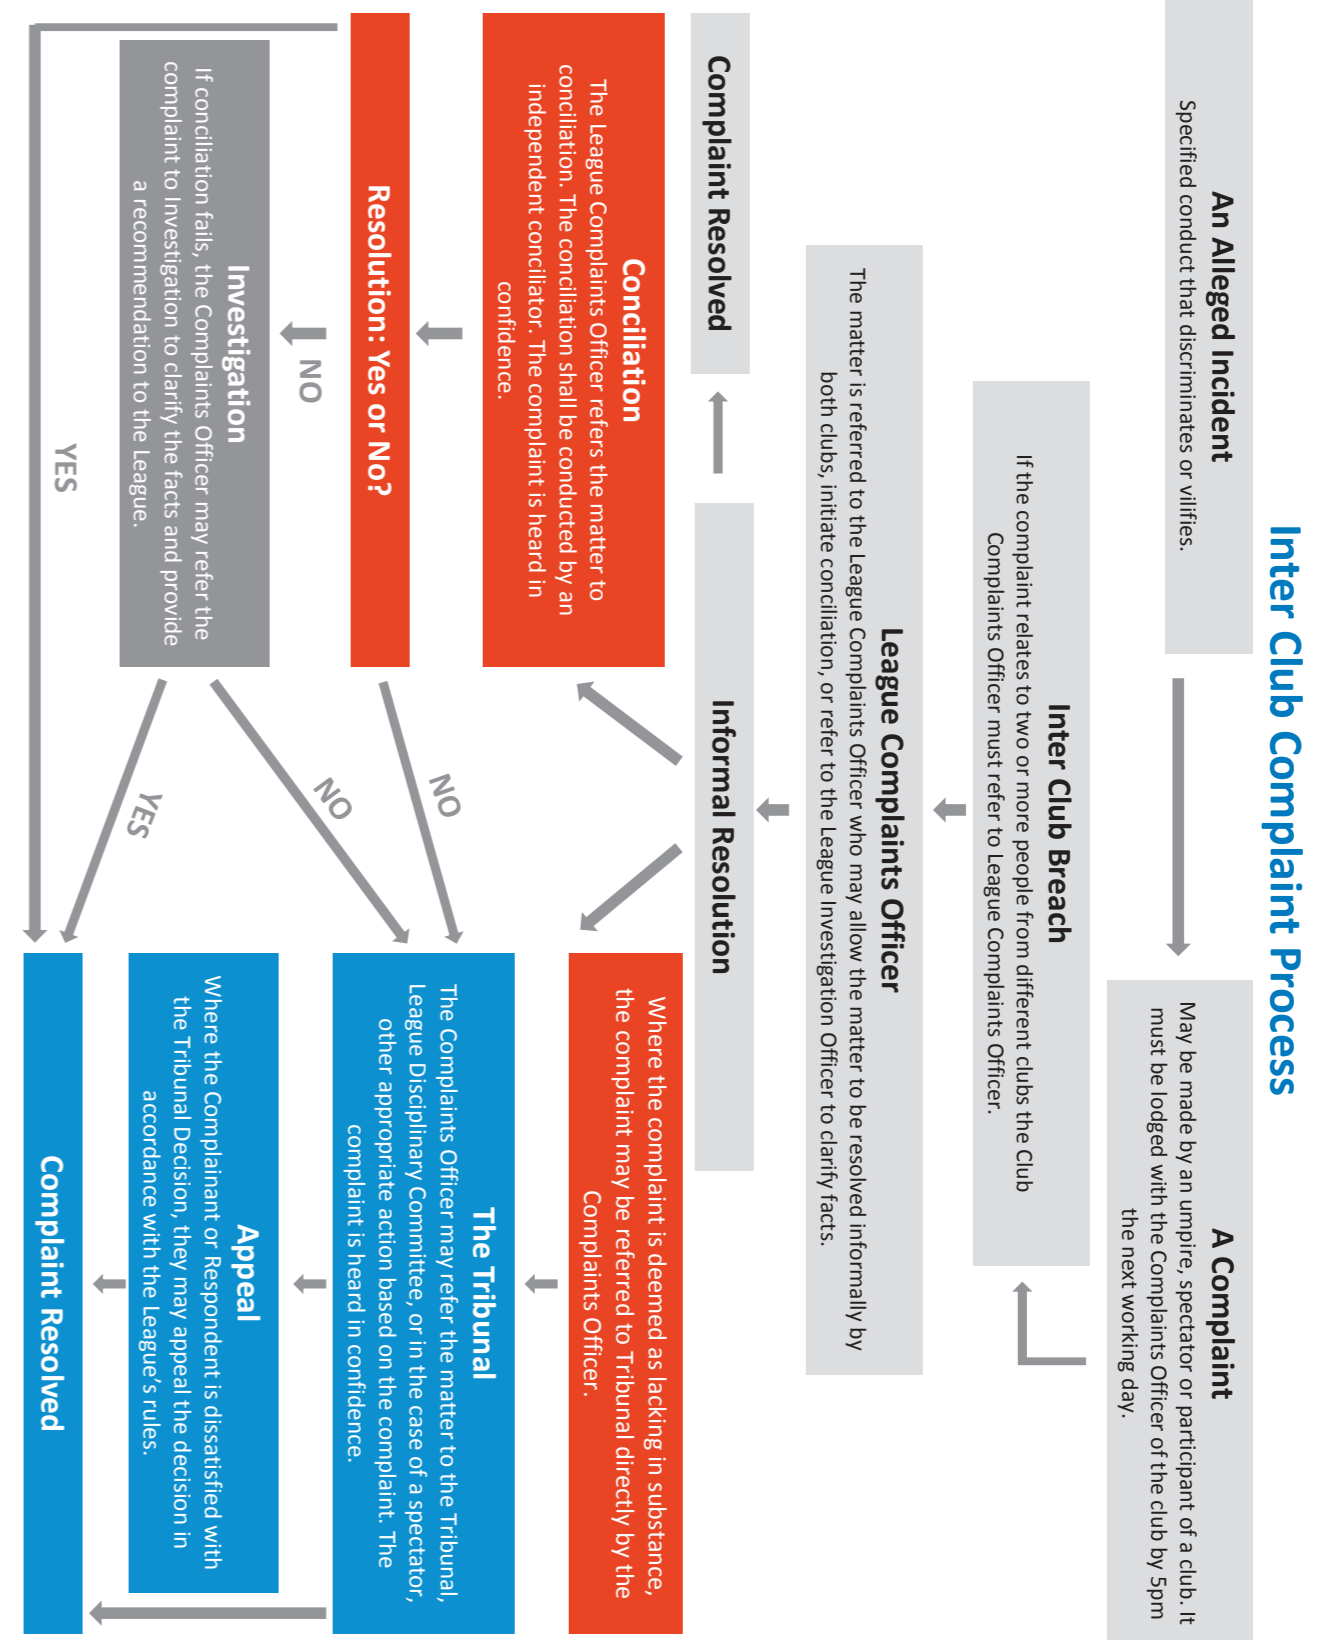 Inter Club Complaint Process
An Alleged Incident
Specified conduct that discriminates or vilifies.
A Complaint
May be made by an umpire, spectator or participant of a club. It
must be lodged with the Complaints Officer of the club by 5pm
the next working day.
Inter Club Breach
If the complaint relates to two or more people from different clubs the Club
Complaints Officer must refer to League Complaints Officer.
League Complaints Officer
The matter is referred to the League Complaints Officer who may allow the matter to be resolved informally by
both clubs, initiate conciliation, or refer to the League Investigation Officer to clarify facts.
Complaint Resolved
Informal Resolution
Conciliation
The League Complaints Officer refers the matter to
conciliation. The conciliation shall be conducted by an
independent conciliator. The complaint is heard in
confidence.
Where the complaint is deemed as lacking in substance,
the complaint may be referred to Tribunal directly by the
Complaints Officer.
Resolution: Yes or No?
NO
The Tribunal
The Complaints Officer may refer the matter to the Tribunal,
League Disciplinary Committee, or in the case of a spectator,
other appropriate action based on the complaint. The
complaint is heard in confidence.
NO
NO
Investigation
If conciliation fails, the Complaints Officer may refer the
complaint to Investigation to clarify the facts and provide
a recommendation to the League.
YES
Appeal
Where the Complainant or Respondent is dissatisfied with
the Tribunal Decision, they may appeal the decision in
accordance with the League's rules.
YES
Complaint Resolved